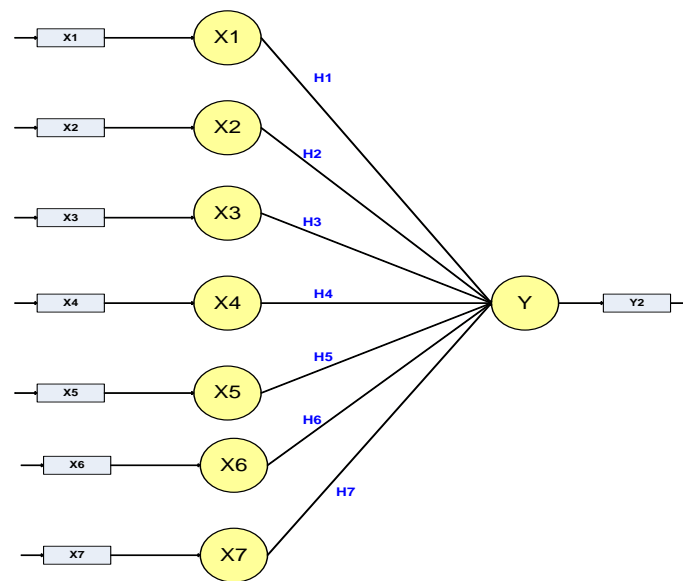 X1 X1
H1
X2 X2
H2
X3 X3
H3
X4 X4 H4 Y Y2
H5
X5 X5
H6
X6 X6
H7
X7 X7